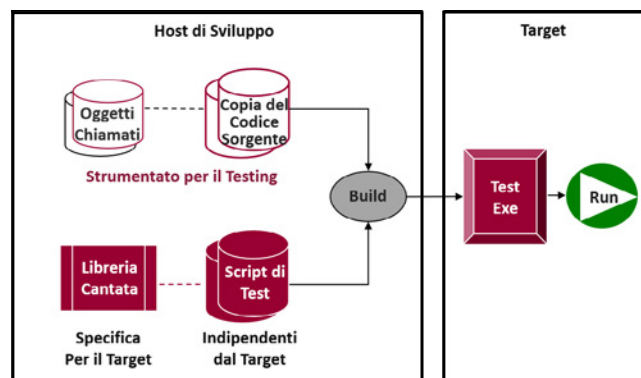 Host di Sviluppo
Target
Oggetti
Chiamati
Copia del
Codice
Sorgente
Strumentato per il Testing
Build
Test
Exe
Run
Libreria
Cantata
Script di
Test
Specifica
Per il Target
Indipendenti
dal Target